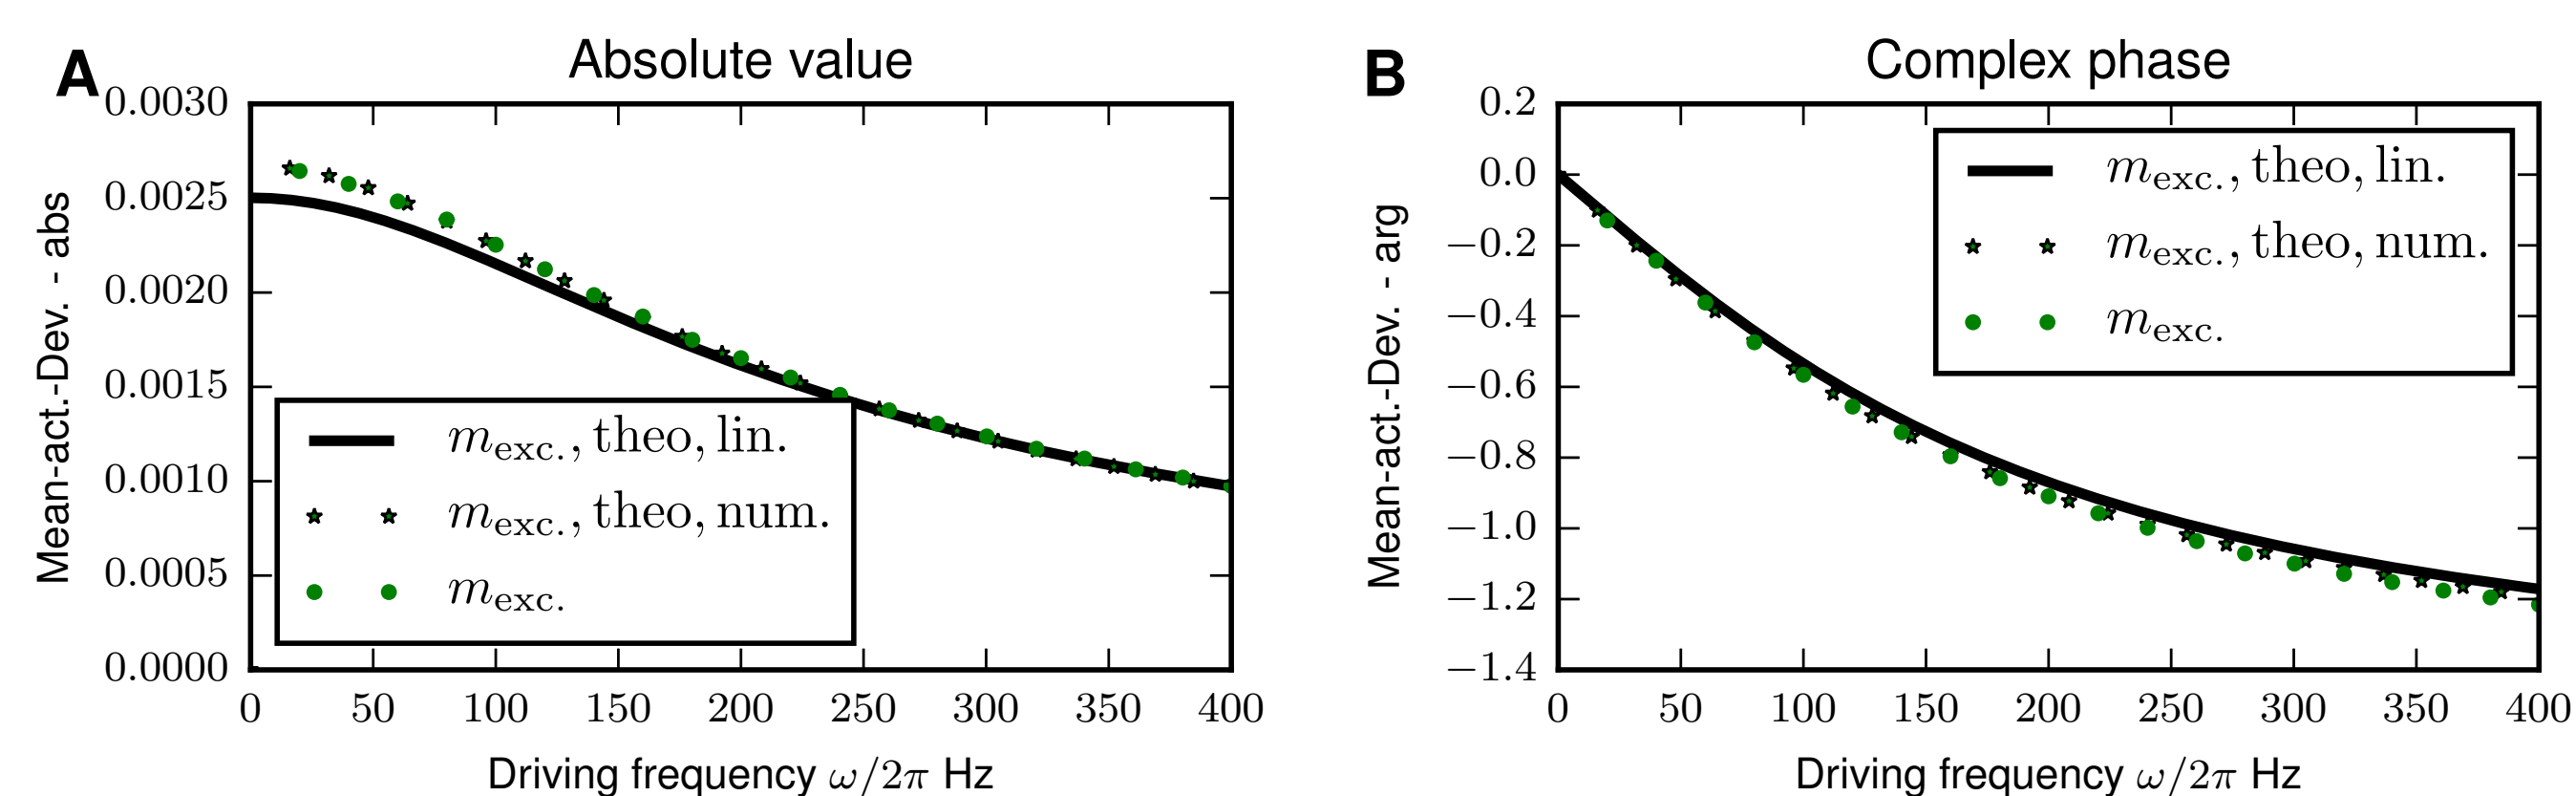 A
Absolute value
Mean-act.-Dev. - abs
0.0030
0.0025
0.0020
0.0015
0.0010
0.0005
0.0000
m_exc., theo, lin.
m_exc., theo, num.
m_exc.
0 50 100 150 200 250 300 350 400
Driving frequency ω/2π Hz
B
Complex phase
Mean-act.-Dev. - arg
0.2
0.0
−0.2
−0.4
−0.6
−0.8
−1.0
−1.2
−1.4
m_exc., theo, lin.
m_exc., theo, num.
m_exc.
0 50 100 150 200 250 300 350 400
Driving frequency ω/2π Hz